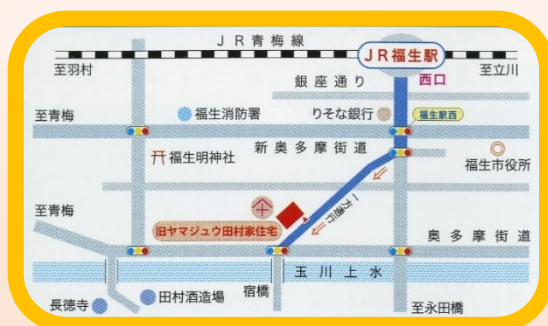 JR青梅線
至羽村
JR福生駅
至立川
銀座通り
西口
至青梅
福生消防署
りそな銀行
福生駅西
福生明神社
新奥多摩街道
福生市役所
一方通行
至青梅
旧ヤマジュウ田村家住宅
奥多摩街道
玉川上水
長徳寺
田村酒造場
宿橋
至永田橋